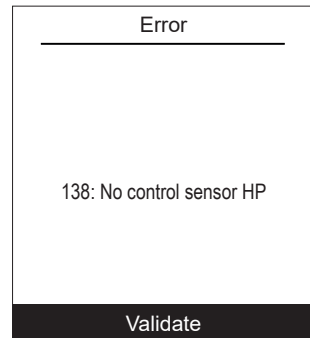 Error
138: No control sensor HP
Validate